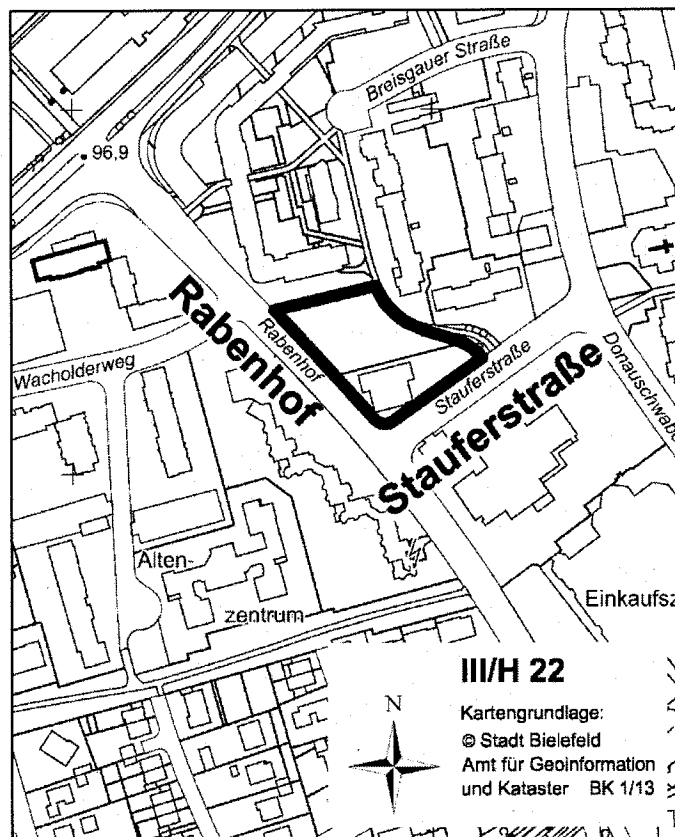 Breisgauer Straße
96,9
Rabenhof
Rabenhof
Wacholderweg
Stauferstraße
Stauferstraße
Donauschwabe
Alten-
zentrum
Einkaufsz
III/H 22
N
Kartengrundlage:
© Stadt Bielefeld
Amt für Geoinformation
und Kataster BK 1/13